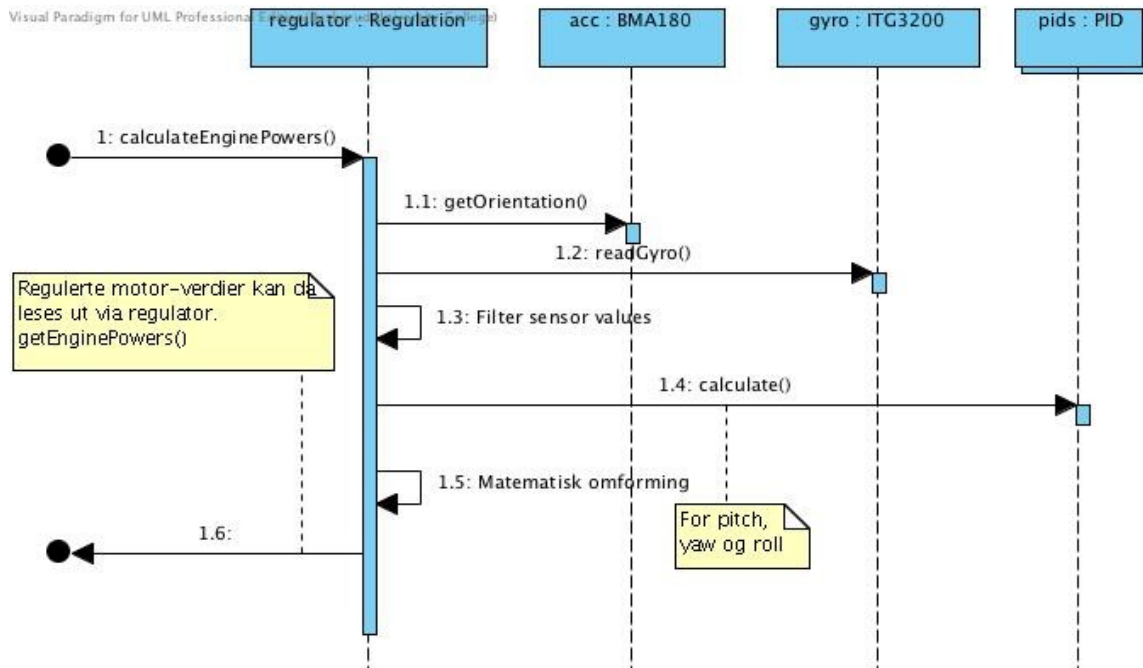 Visual Paradigm for UML Professional
regulator : Regulation
acc : BMA180
gyro : ITG3200
pids : PID
1: calculateEnginePowers()
1.1: getOrientation()
1.2: readGyro()
Regulerte motor-verdier kan da
leses ut via regulator.
getEnginePowers()
1.3: Filter sensor values
1.4: calculate()
1.5: Matematisk omforming
For pitch,
yaw og roll
1.6: